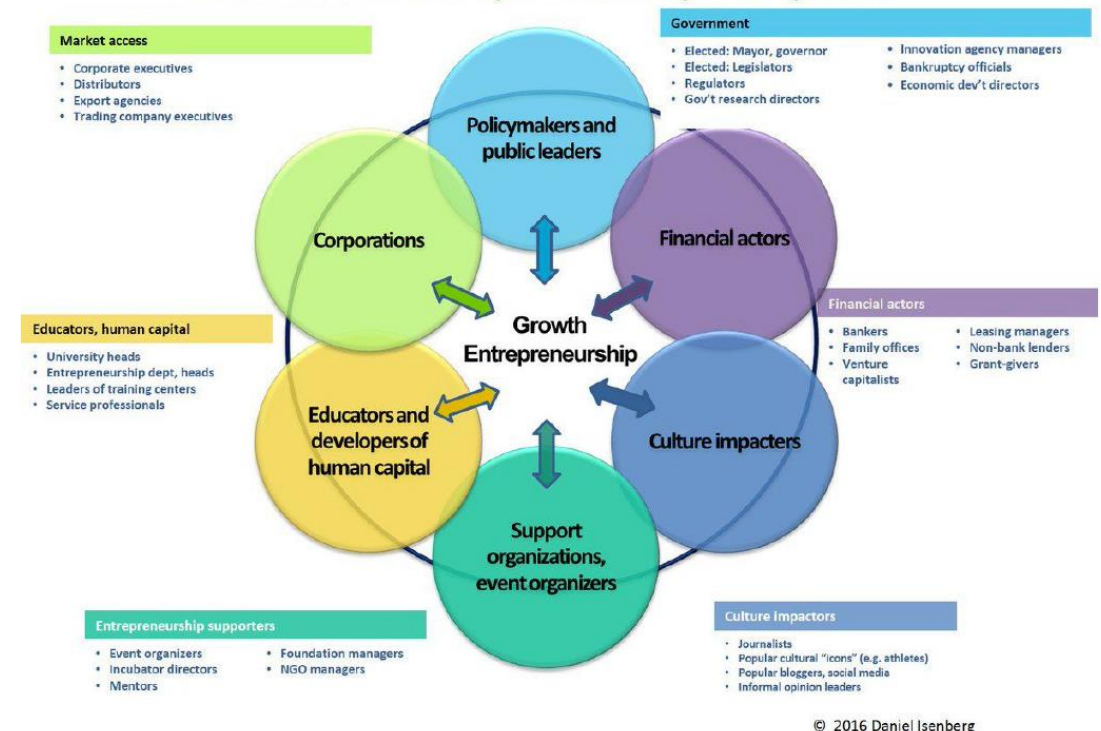 Market access
• Corporate executives
• Distributors
• Export agencies
• Trading company executives
Government
• Elected: Mayor, governor
• Elected: Legislators
• Regulators
• Gov't research directors
• Innovation agency managers
• Bankruptcy officials
• Economic dev't directors
Policymakers and
public leaders
Corporations
Financial actors
Growth
Entrepreneurship
Educators, human capital
• University heads
• Entrepreneurship dept, heads
• Leaders of training centers
• Service professionals
Financial actors
• Bankers
• Family offices
• Venture
capitalists
• Leasing managers
• Non-bank lenders
• Grant-givers
Educators and
developers of
human capital
Culture impacters
Support
organizations,
event organizers
Entrepreneurship supporters
• Event organizers
• Incubator directors
• Mentors
• Foundation managers
• NGO managers
Culture impactors
• Journalists
• Popular cultural "icons" (e.g. athletes)
• Popular bloggers, social media
• Informal opinion leaders
© 2016 Daniel Isenberg